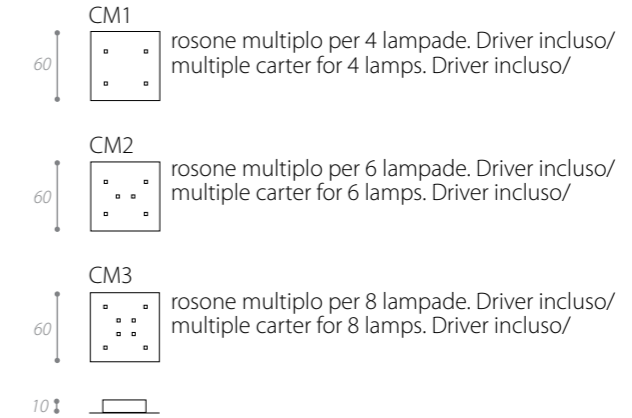 CM1
rosone multiplo per 4 lampade. Driver incluso/
60
multiple carter for 4 lamps. Driver incluso/
CM2
rosone multiplo per 6 lampade. Driver incluso/
60
multiple carter for 6 lamps. Driver incluso/
CM3
rosone multiplo per 8 lampade. Driver incluso/
60
multiple carter for 8 lamps. Driver incluso/
10